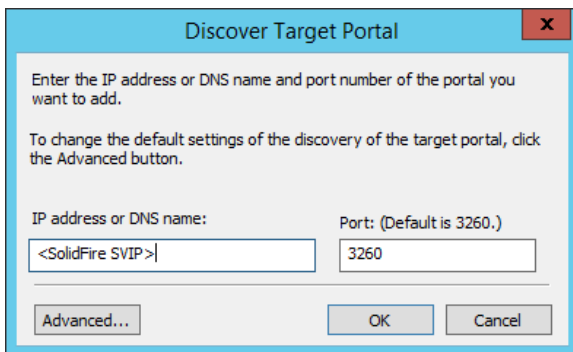 Discover Target Portal
x
Enter the IP address or DNS name and port number of the portal you
want to add.
To change the default settings of the discovery of the target portal, click
the Advanced button.
IP address or DNS name:
Port: (Default is 3260.)
<SolidFire SVIP>
3260
Advanced...
OK
Cancel